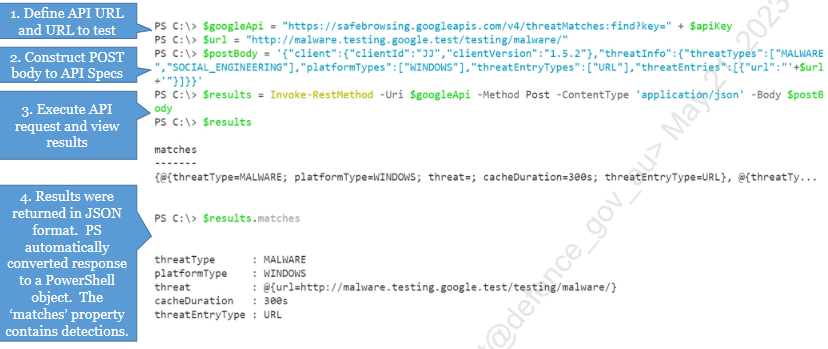 1. Define API URL
and URL to test
2. Construct POST
body to API Specs
3. Execute API
request and view
results
4. Results were
returned in JSON
format. PS
automatically
converted response
to a PowerShell
object. The
'matches' property
contains detections.
PS C:\> $googleApi = "https://safebrowsing.googleapis.com/v4/threatMatches:find?key=" + $apiKey
PS C:\> $url = "http://malware.testing.google.test/testing/malware/"
PS C:\> $postBody = '{"client":{"clientId":"JJ","clientVersion":"1.5.2"},"threatInfo":{"threatTypes":["MALWARE
","SOCIAL_ENGINEERING"],"platformTypes":["WINDOWS"],"threatEntryTypes":["URL"],"threatEntries":[{"url":"'+$url
+'"}]}}'
PS C:\> $results = Invoke-RestMethod -Uri $googleApi -Method Post -ContentType 'application/json' -Body $postB
ody
PS C:\> $results
matches
-------
{@{threatType=MALWARE; platformType=WINDOWS; threat=; cacheDuration=300s; threatEntryType=URL}, @{threatTy...
PS C:\> $results.matches
threatType : MALWARE
platformType : WINDOWS
threat : @{url=http://malware.testing.google.test/testing/malware/}
cacheDuration : 300s
threatEntryType : URL
@defence_gov_au> May 2
2023